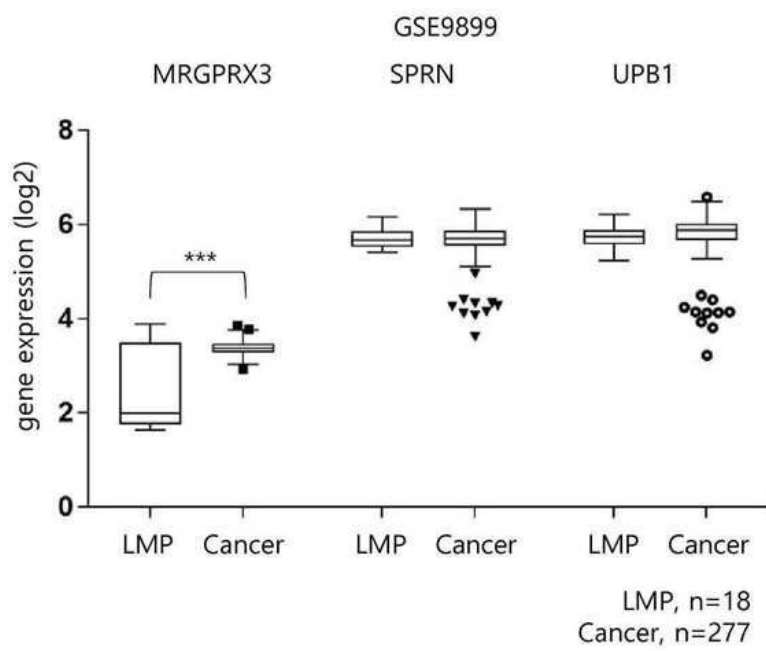 GSE9899
MRGPRX3 SPRN UPB1
gene expression (log2)
8
6
4
2
0
***
LMP Cancer LMP Cancer LMP Cancer
LMP, n=18
Cancer, n=277